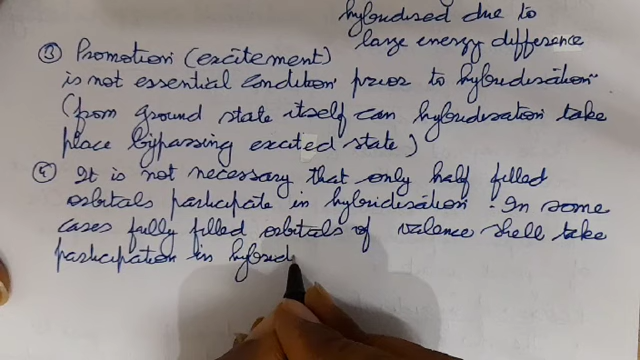 hybridised due to
large energy difference
③ Promotion (excitement)
is not essential condition prior to hybridisation
(from ground state itself can hybridisation take
place bypassing excited state)
④ It is not necessary that only half filled
orbitals participate in hybridisation. In some
cases fully filled orbitals of valence shell take
participation in hybrid